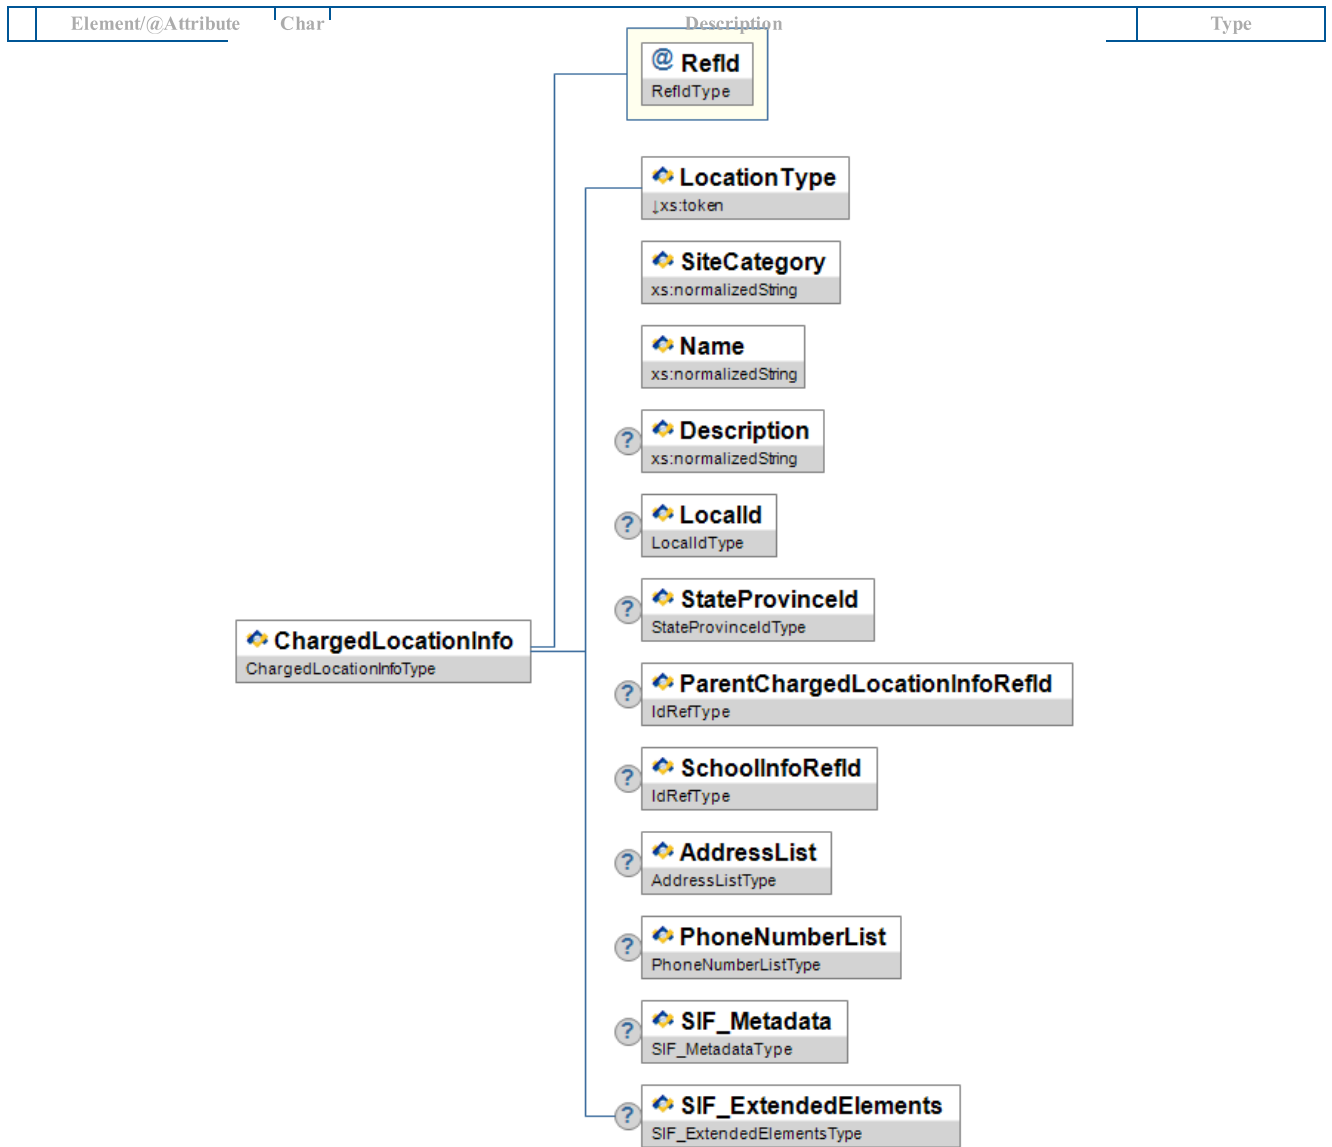 Element/@Attribute Char Description Type
@ RefId
RefIdType
LocationType
↓xs:token
SiteCategory
xs:normalizedString
Name
xs:normalizedString
? Description
xs:normalizedString
? LocalId
LocalIdType
? StateProvinceId
StateProvinceIdType
ChargedLocationInfo
ChargedLocationInfoType
? ParentChargedLocationInfoRefId
IdRefType
? SchoolInfoRefId
IdRefType
? AddressList
AddressListType
? PhoneNumberList
PhoneNumberListType
? SIF_Metadata
SIF_MetadataType
? SIF_ExtendedElements
SIF_ExtendedElementsType